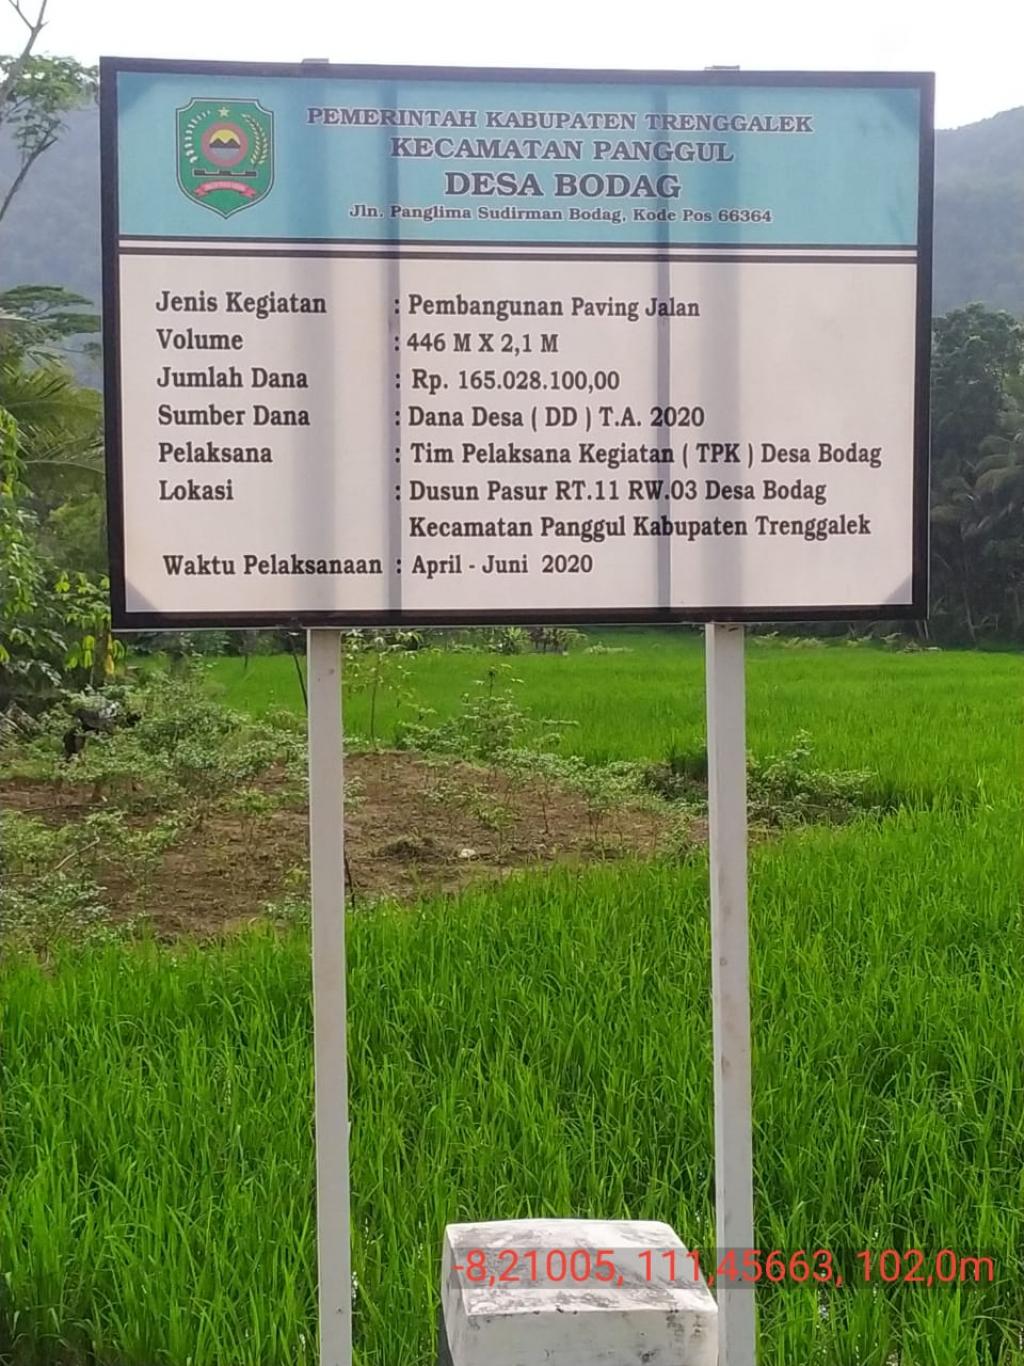 PEMERINTAH KABUPATEN TRENGGALEK
KECAMATAN PANGGUL
DESA BODAG
Jln. Panglima Sudirman Bodag, Kode Pos 66364
Jenis Kegiatan : Pembangunan Paving Jalan
Volume : 446 M X 2,1 M
Jumlah Dana : Rp. 165.028.100,00
Sumber Dana : Dana Desa ( DD ) T.A. 2020
Pelaksana : Tim Pelaksana Kegiatan ( TPK ) Desa Bodag
Lokasi : Dusun Pasur RT.11 RW.03 Desa Bodag
Kecamatan Panggul Kabupaten Trenggalek
Waktu Pelaksanaan : April - Juni 2020
-8,21005, 111,45663, 102,0m